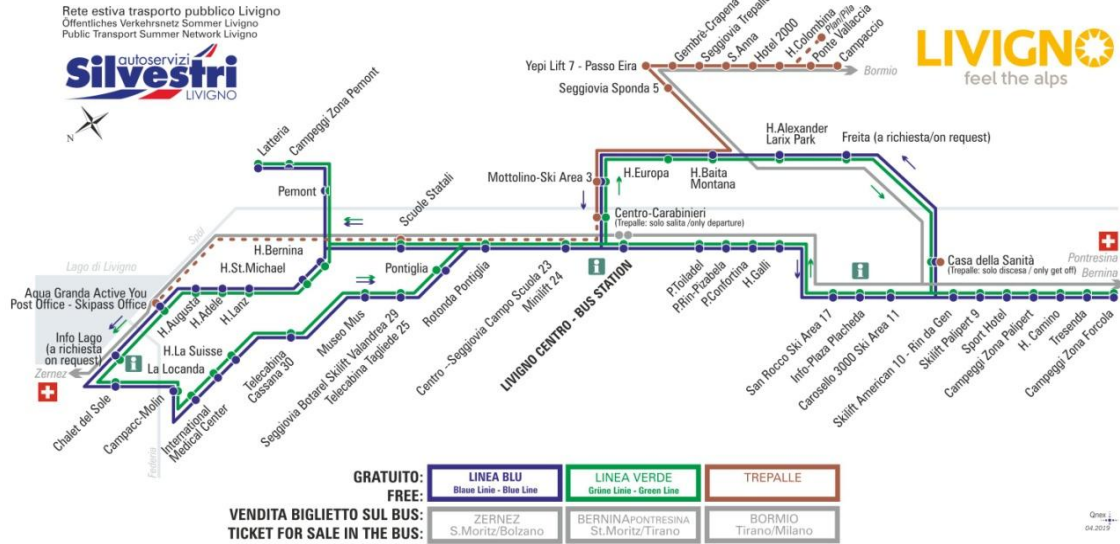 Rete estiva trasporto pubblico Livigno
Öffentliches Verkehrsnetz Sommer Livigno
Public Transport Summer Network Livigno
autoservizi
Silvestri
LIVIGNO
N
LIVIGNO
feel the alps
Gembrè-Crapena
Seggiovia Trepalle
S.Anna
Hotel 2000
H.Colombina
Plan/Pila
Ponte Vallaccia
Campaccio
Yepi Lift 7 - Passo Eira
Bormio
Seggiovia Sponda 5
Latteria
Campeggi Zona Pemont
Pemont
Scuole Statali
Mottolino-Ski Area 3
H.Europa
H.Baita
Montana
H.Alexander
Larix Park
Freita (a richiesta/on request)
Centro-Carabinieri
(Trepalle: solo salita /only departure)
Spöl
Lago di Livigno
H.Bernina
H.St.Michael
Pontiglia
Aqua Granda Active You
Post Office - Skipass Office
H.Augusta
H.Adele
H.Lanz
Info Lago
(a richiesta
on request)
Zernez
i
H.La Suisse
La Locanda
Chalet del Sole
Campacc-Molin
Federia
International
Medical Center
Telecabina
Cassana 30
Museo Mus
Seggiovia Botarel Skilift Valandrea 29
Telecabina Tagliede 25
Rotonda Pontiglia
Centro --Seggiovia Campo Scuola 23
Minilift 24
i
LIVIGNO CENTRO - BUS STATION
P.Toiladel
P.Rin-Pizabela
P.Confortina
H.Galli
i
Casa della Sanità
(Trepalle: solo discesa / only get off)
Pontresina
Bernina
San Rocco Ski Area 17
Info-Plaza Placheda
Carosello 3000 Ski Area 11
Skilift American 10 - Rin da Gen
Skilift Palipert 9
Sport Hotel
Campeggi Zona Palipert
H. Camino
Tresenda
Campeggi Zona Forcola
GRATUITO:
FREE:
LINEA BLU
Blaue Linie - Blue Line
LINEA VERDE
Grüne Linie - Green Line
TREPALLE
VENDITA BIGLIETTO SUL BUS:
TICKET FOR SALE IN THE BUS:
ZERNEZ
S.Moritz/Bolzano
BERNINAPONTRESINA
St.Moritz/Tirano
BORMIO
Tirano/Milano
Qnex
04.2019